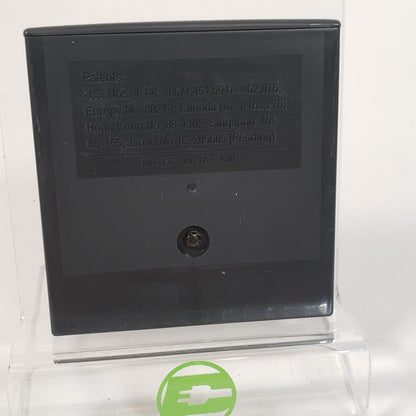 Patents:
U.S. Nos. 4,442,486/4,454,594/4,462,076;
Europe No. 80244; Canada No. 1,183,276;
Hong Kong No. 88-4302; Singapore No.
88-155; Japan No. 82-205605 (Pending)
MADE IN JAPAN